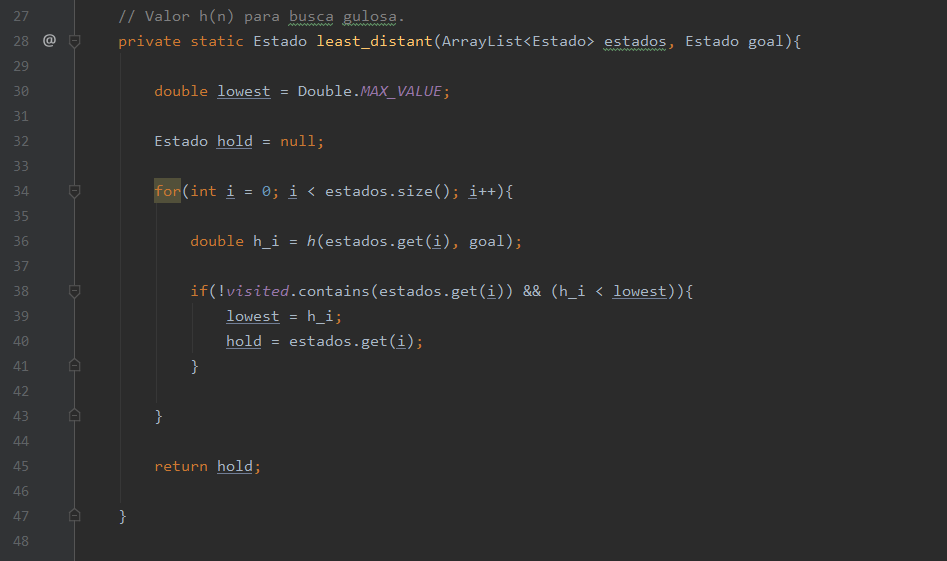 27 // Valor h(n) para busca gulosa.
28 @ private static Estado least_distant(ArrayList<Estado> estados, Estado goal){
29
30 double lowest = Double.MAX_VALUE;
31
32 Estado hold = null;
33
34 for(int i = 0; i < estados.size(); i++){
35
36 double h_i = h(estados.get(i), goal);
37
38 if(!visited.contains(estados.get(i)) && (h_i < lowest)){
39 lowest = h_i;
40 hold = estados.get(i);
41 }
42
43 }
44
45 return hold;
46
47 }
48